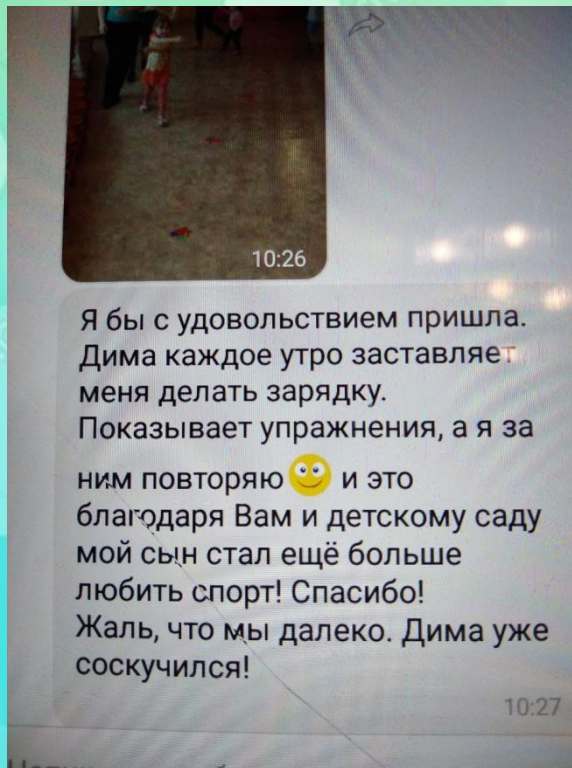 10:26
Я бы с удовольствием пришла.
Дима каждое утро заставляет
меня делать зарядку.
Показывает упражнения, а я за
ним повторяю и это
благодаря Вам и детскому саду
мой сын стал ещё больше
любить спорт! Спасибо!
Жаль, что мы далеко. Дима уже
соскучился!
10:27